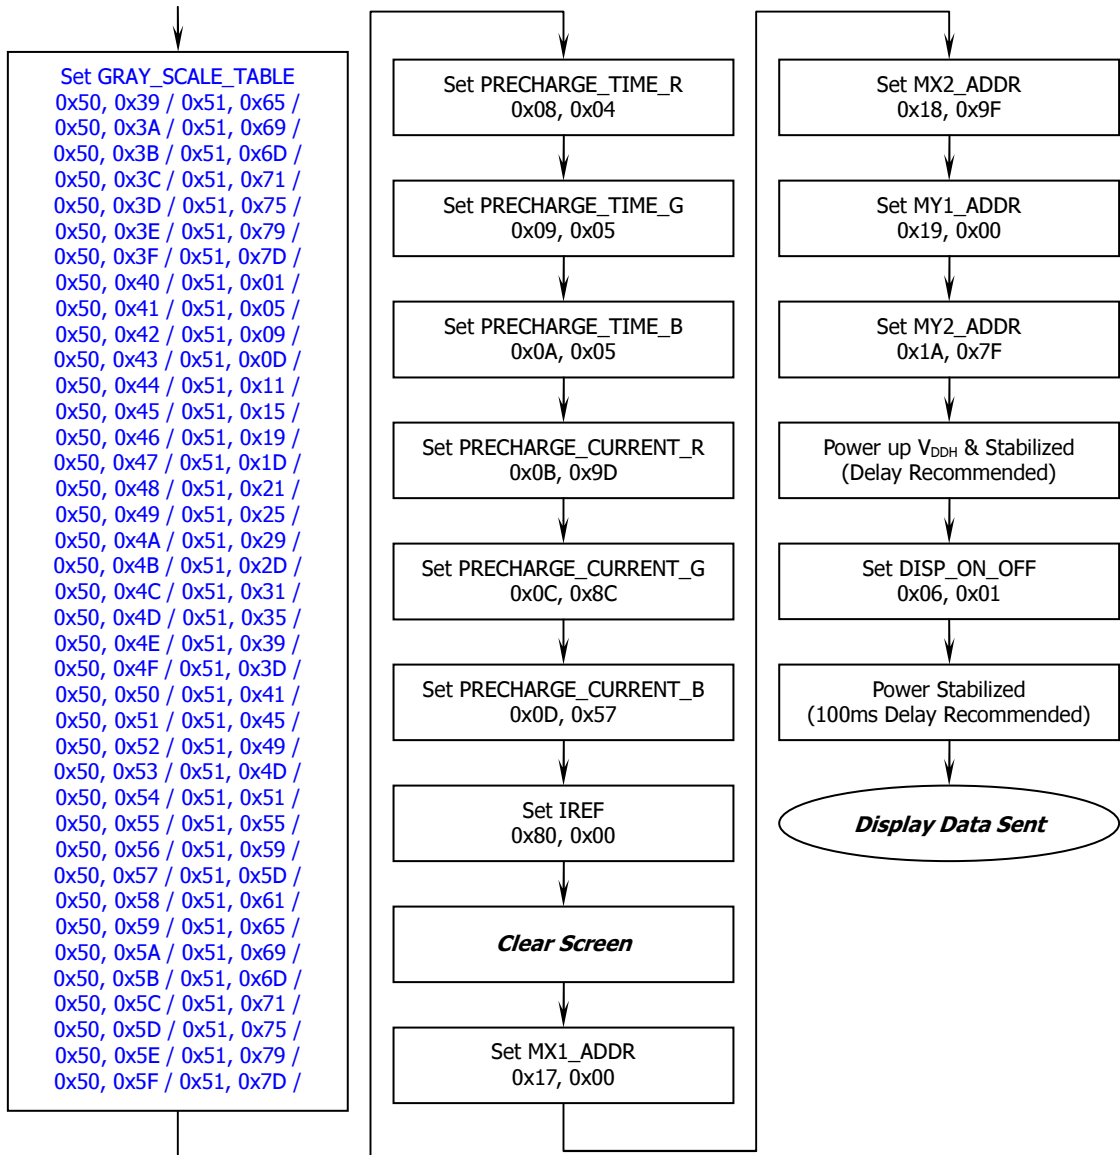 Set GRAY_SCALE_TABLE
0x50, 0x39 / 0x51, 0x65 /
0x50, 0x3A / 0x51, 0x69 /
0x50, 0x3B / 0x51, 0x6D /
0x50, 0x3C / 0x51, 0x71 /
0x50, 0x3D / 0x51, 0x75 /
0x50, 0x3E / 0x51, 0x79 /
0x50, 0x3F / 0x51, 0x7D /
0x50, 0x40 / 0x51, 0x01 /
0x50, 0x41 / 0x51, 0x05 /
0x50, 0x42 / 0x51, 0x09 /
0x50, 0x43 / 0x51, 0x0D /
0x50, 0x44 / 0x51, 0x11 /
0x50, 0x45 / 0x51, 0x15 /
0x50, 0x46 / 0x51, 0x19 /
0x50, 0x47 / 0x51, 0x1D /
0x50, 0x48 / 0x51, 0x21 /
0x50, 0x49 / 0x51, 0x25 /
0x50, 0x4A / 0x51, 0x29 /
0x50, 0x4B / 0x51, 0x2D /
0x50, 0x4C / 0x51, 0x31 /
0x50, 0x4D / 0x51, 0x35 /
0x50, 0x4E / 0x51, 0x39 /
0x50, 0x4F / 0x51, 0x3D /
0x50, 0x50 / 0x51, 0x41 /
0x50, 0x51 / 0x51, 0x45 /
0x50, 0x52 / 0x51, 0x49 /
0x50, 0x53 / 0x51, 0x4D /
0x50, 0x54 / 0x51, 0x51 /
0x50, 0x55 / 0x51, 0x55 /
0x50, 0x56 / 0x51, 0x59 /
0x50, 0x57 / 0x51, 0x5D /
0x50, 0x58 / 0x51, 0x61 /
0x50, 0x59 / 0x51, 0x65 /
0x50, 0x5A / 0x51, 0x69 /
0x50, 0x5B / 0x51, 0x6D /
0x50, 0x5C / 0x51, 0x71 /
0x50, 0x5D / 0x51, 0x75 /
0x50, 0x5E / 0x51, 0x79 /
0x50, 0x5F / 0x51, 0x7D /
Set PRECHARGE_TIME_R
0x08, 0x04
Set PRECHARGE_TIME_G
0x09, 0x05
Set PRECHARGE_TIME_B
0x0A, 0x05
Set PRECHARGE_CURRENT_R
0x0B, 0x9D
Set PRECHARGE_CURRENT_G
0x0C, 0x8C
Set PRECHARGE_CURRENT_B
0x0D, 0x57
Set IREF
0x80, 0x00
Clear Screen
Set MX1_ADDR
0x17, 0x00
Set MX2_ADDR
0x18, 0x9F
Set MY1_ADDR
0x19, 0x00
Set MY2_ADDR
0x1A, 0x7F
Power up VDDH & Stabilized
(Delay Recommended)
Set DISP_ON_OFF
0x06, 0x01
Power Stabilized
(100ms Delay Recommended)
Display Data Sent